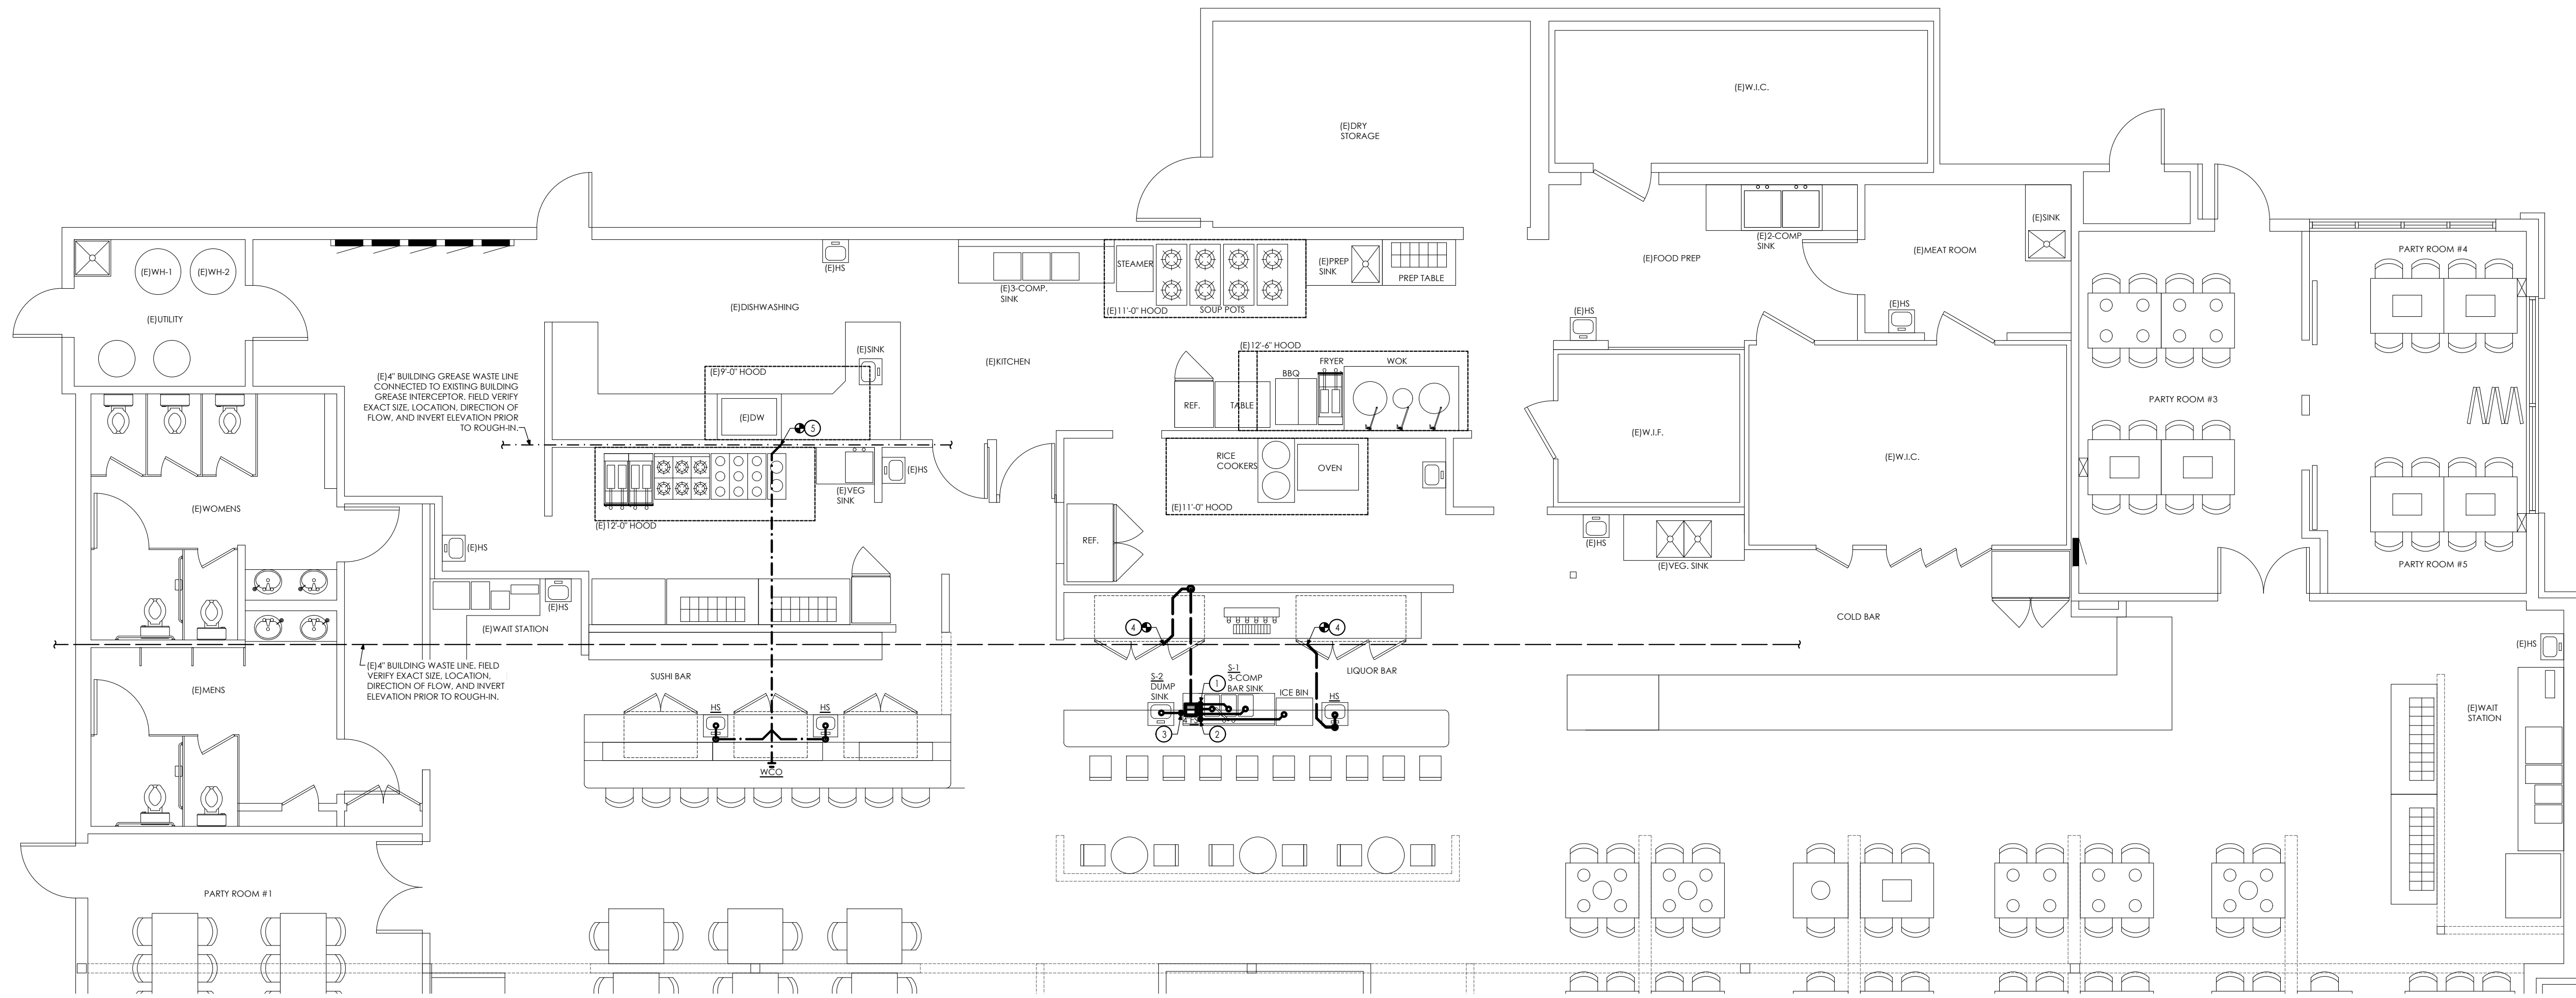 (E)W.I.C.
(E)DRY
STORAGE
(E)SINK
(E)2-COMP
SINK
(E)MEAT ROOM
PARTY ROOM #4
(E)WH-1
(E)WH-2
(E)HS
(E)FOOD PREP
STEAMER
(E)PREP
SINK
PREP TABLE
(E)3-COMP.
SINK
(E)DISHWASHING
(E)11'-0" HOOD
SOUP POTS
(E)HS
(E)HS
(E)UTILITY
(E)SINK
(E)KITCHEN
(E)12'-6" HOOD
FRYER
WOK
BBQ
(E)9'-0" HOOD
(E)4" BUILDING GREASE WASTE LINE
CONNECTED TO EXISTING BUILDING
GREASE INTERCEPTOR. FIELD VERIFY
EXACT SIZE, LOCATION, DIRECTION OF
FLOW, AND INVERT ELEVATION PRIOR
TO ROUGH-IN.
REF.
TABLE
PARTY ROOM #3
(E)DW
5
(E)W.I.F.
(E)W.I.C.
RICE
COOKERS
OVEN
(E)HS
(E)VEG
SINK
(E)11'-0" HOOD
(E)12'-0" HOOD
(E)WOMENS
REF.
(E)HS
(E)HS
(E)VEG. SINK
PARTY ROOM #5
(E)HS
(E)WAIT STATION
4
4
COLD BAR
(E)HS
(E)4" BUILDING WASTE LINE. FIELD
VERIFY EXACT SIZE, LOCATION,
DIRECTION OF FLOW, AND INVERT
ELEVATION PRIOR TO ROUGH-IN.
SUSHI BAR
S-2
DUMP
SINK
1
S-1
3-COMP
BAR SINK
LIQUOR BAR
ICE BIN
HS
(E)MENS
HS
HS
3
2
(E)WAIT
STATION
WCO
PARTY ROOM #1